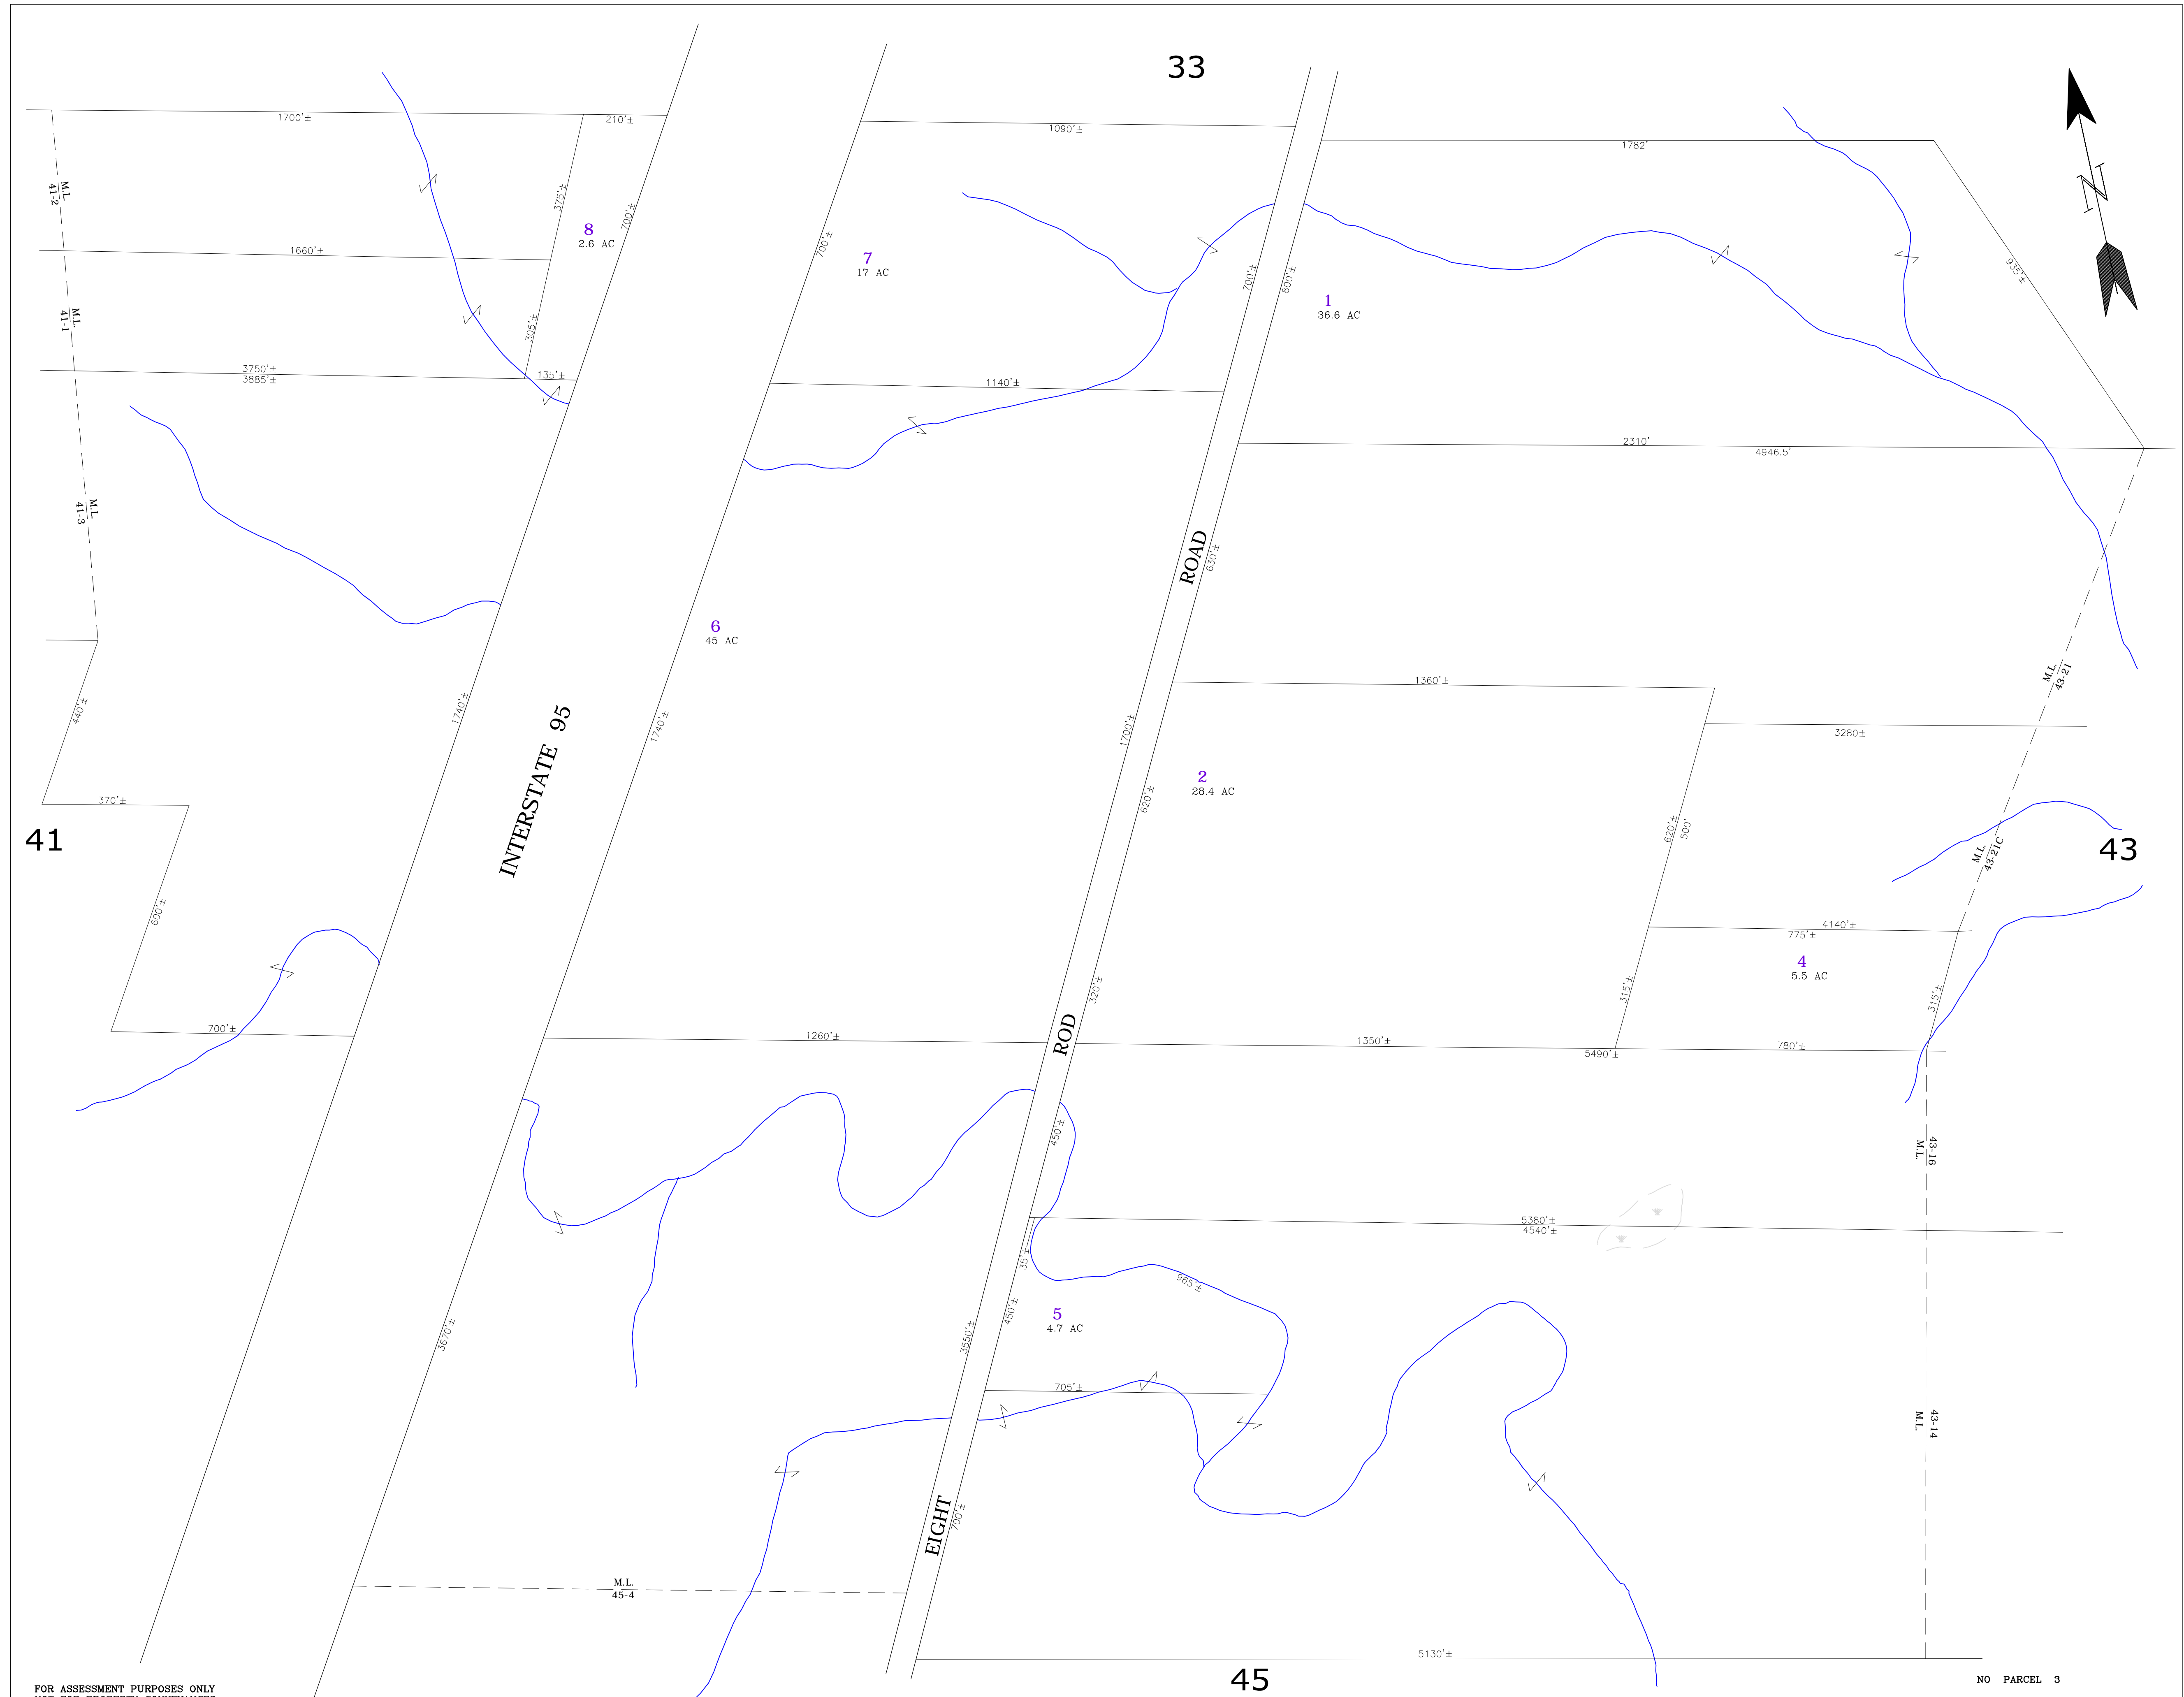 33
1700'±
210'±
1090'±
1782'
M.L.
41-2
375'±
700'±
8
2.6 AC
700'±
7
17 AC
700'±
800'±
1
36.6 AC
935'±
N
1660'±
M.L.
41-1
305'±
3750'±
3885'±
135'±
1140'±
2310'
4946.5'
M.L.
41-3
ROAD
630'±
6
45 AC
M.L.
43-21
1360'±
440'±
1740'±
INTERSTATE 95
1740'±
1700'±
3280±
2
28.4 AC
620'±
620'±
500'
370'±
41
M.L.
43-21C
43
600'±
4140'±
775'±
4
5.5 AC
320'±
315'±
315'±
700'±
1260'±
ROD
1350'±
5490'±
780'±
450'±
43-16
M.L.
5380'±
4540'±
35'±
965'±
450'±
5
4.7 AC
3670'±
3550'±
705'±
43-14
M.L.
EIGHT
700'±
M.L.
45-4
5130'±
45
NO PARCEL 3
FOR ASSESSMENT PURPOSES ONLY
NOT FOR PROPERTY CONVEYANCES